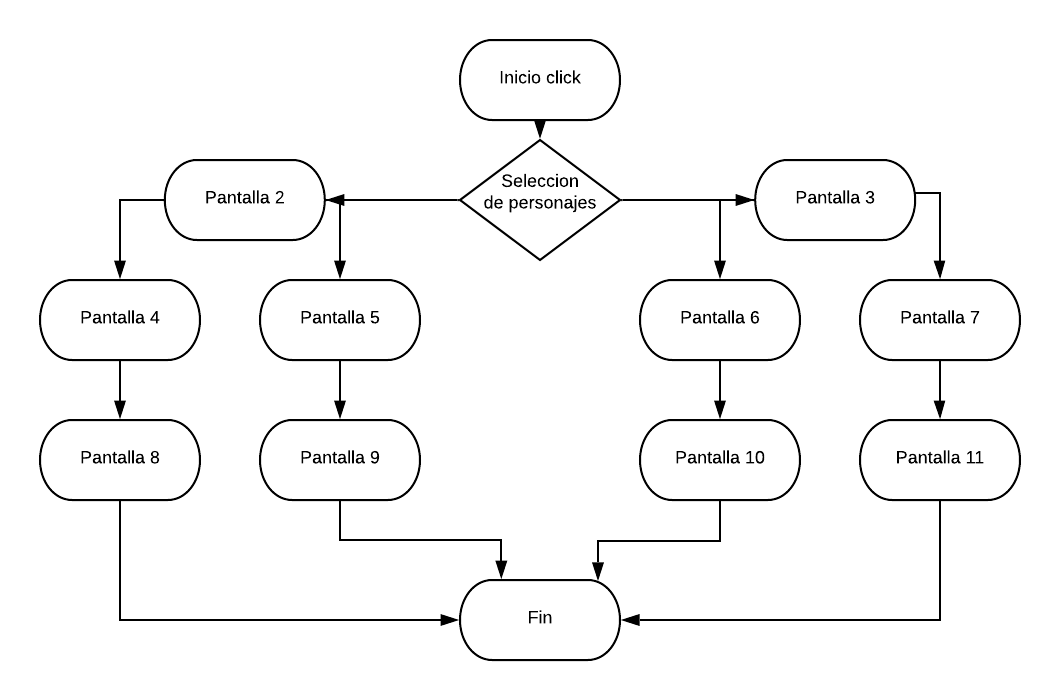 Inicio click
Seleccion
de personajes
Pantalla 2
Pantalla 3
Pantalla 4
Pantalla 5
Pantalla 6
Pantalla 7
Pantalla 8
Pantalla 9
Pantalla 10
Pantalla 11
Fin